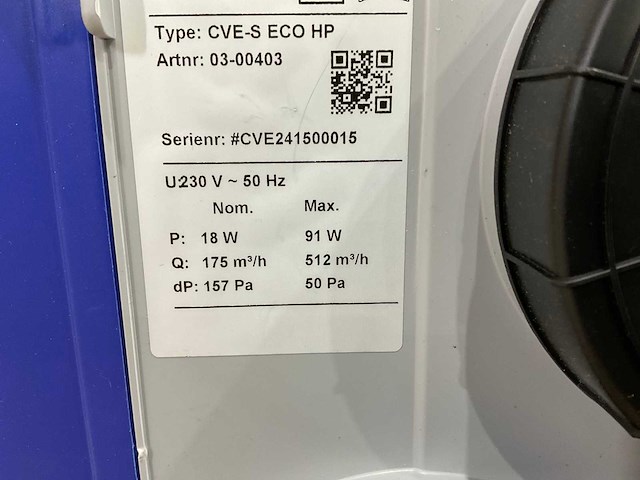 Type: CVE-S ECO HP
Artnr: 03-00403
Serienr: #CVE241500015
U:230 V ~ 50 Hz
Nom. Max.
P: 18 W 91 W
Q: 175 m³/h 512 m³/h
dP: 157 Pa 50 Pa